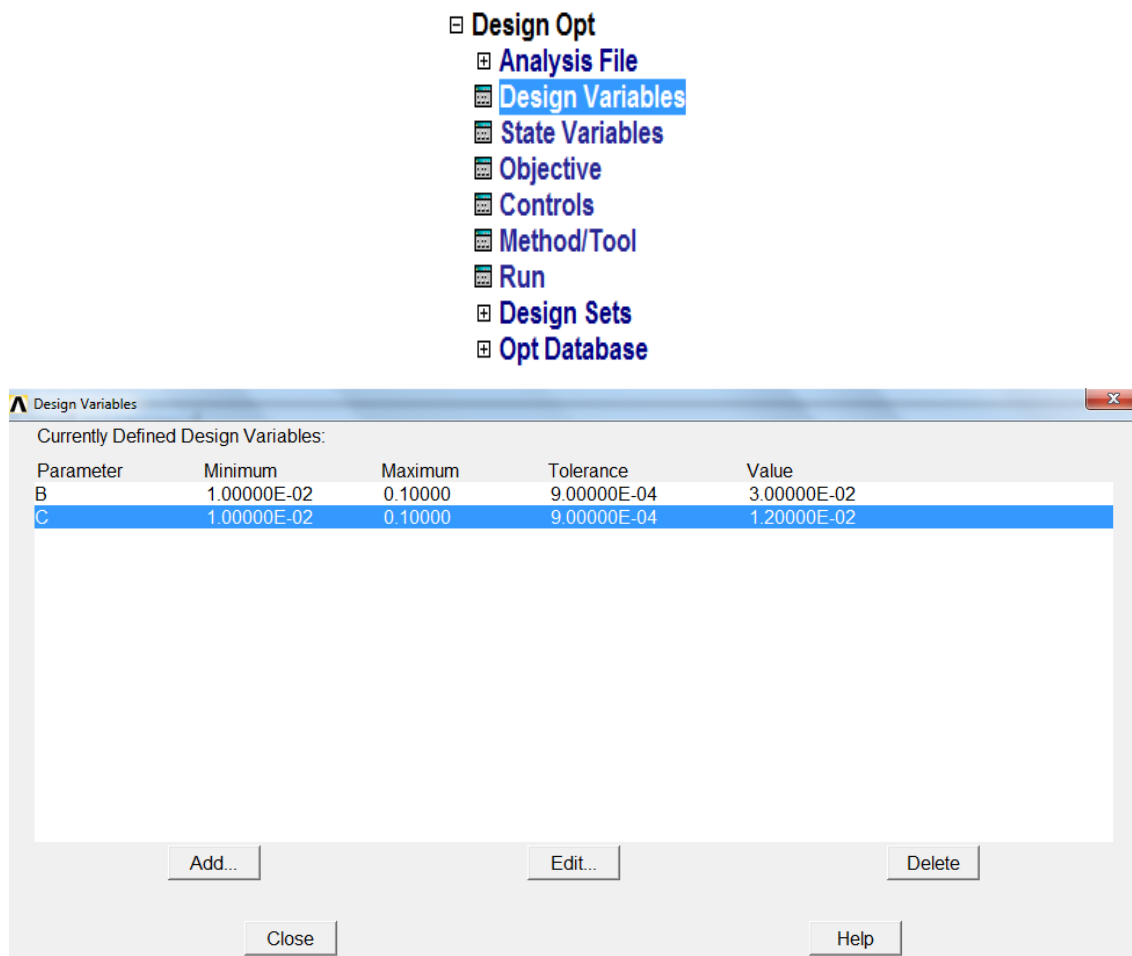 Design Opt
Analysis File
Design Variables
State Variables
Objective
Controls
Method/Tool
Run
Design Sets
Opt Database
Design Variables
Currently Defined Design Variables:
Parameter Minimum Maximum Tolerance Value
B 1.00000E-02 0.10000 9.00000E-04 3.00000E-02
C 1.00000E-02 0.10000 9.00000E-04 1.20000E-02
Add... Edit... Delete
Close Help